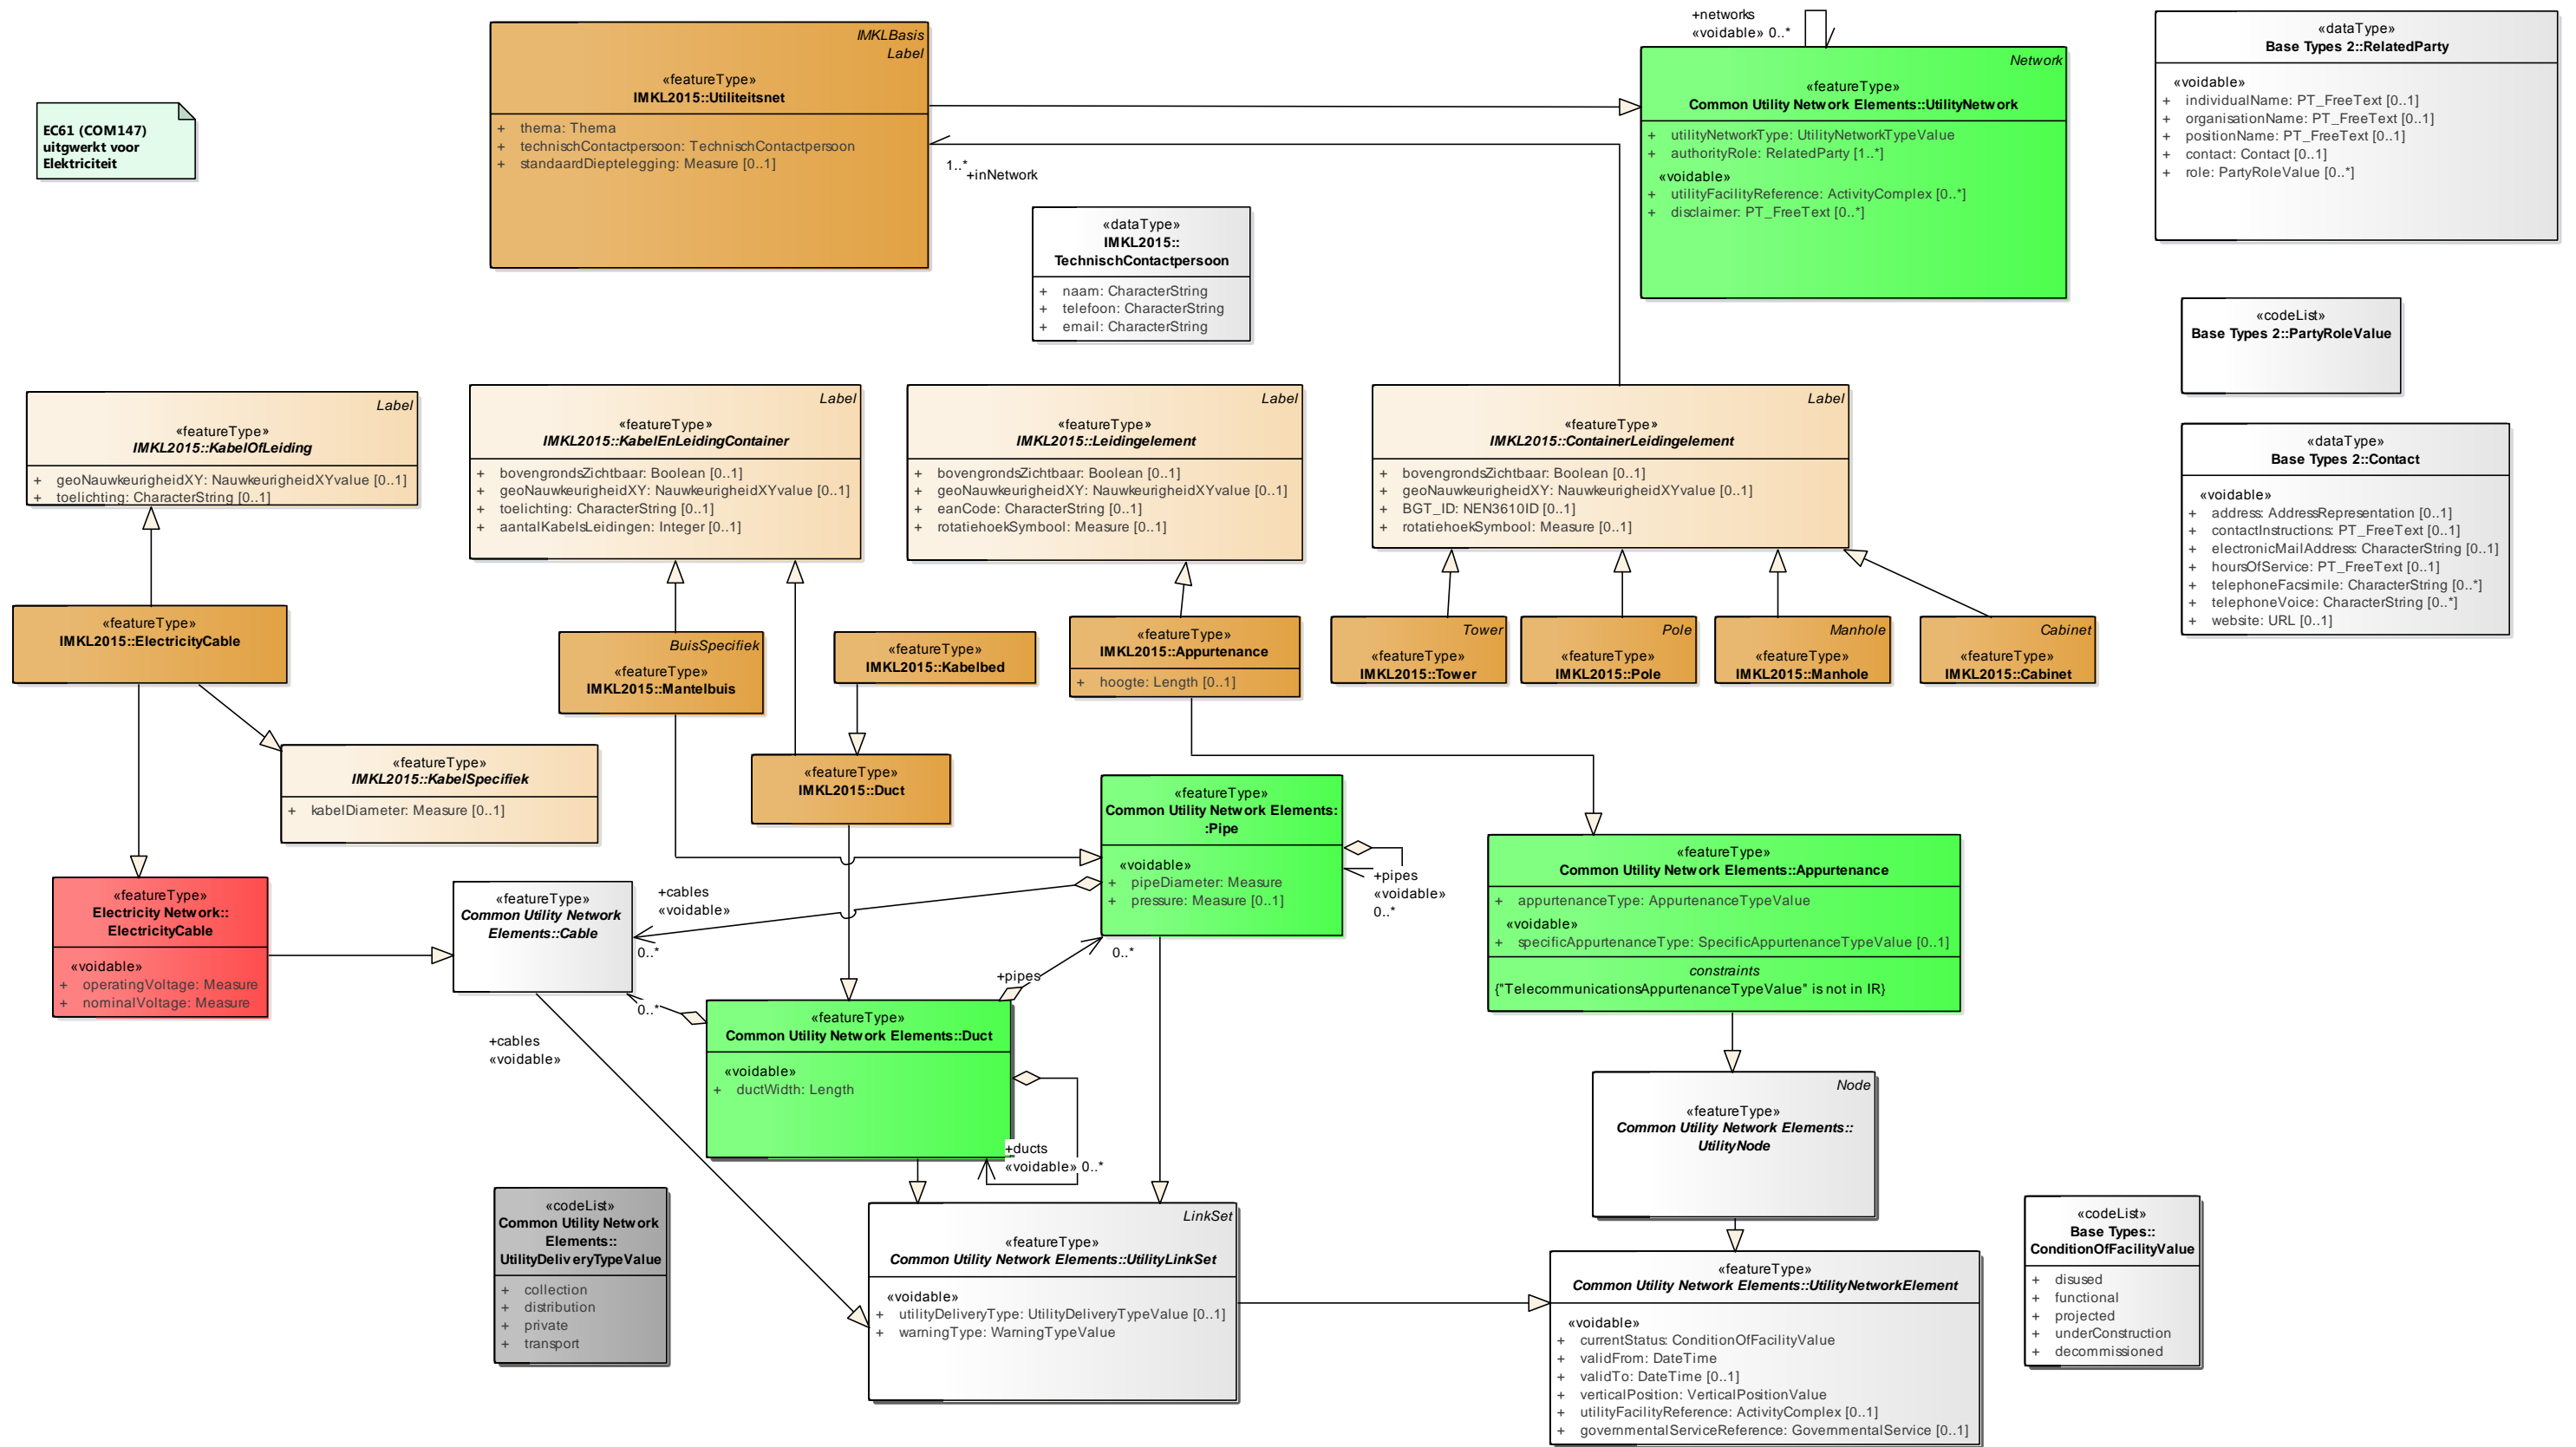 EC61 (COM147)
uitgwerkt voor
Elektriciteit
IMKLBasis
Label
«featureType»
IMKL2015::Utiliteitsnet
+ thema: Thema
+ technischContactpersoon: TechnischContactpersoon
+ standaardDieptelegging: Measure [0..1]
+networks
«voidable» 0..*
Network
«featureType»
Common Utility Network Elements::UtilityNetwork
+ utilityNetworkType: UtilityNetworkTypeValue
+ authorityRole: RelatedParty [1..*]
«voidable»
+ utilityFacilityReference: ActivityComplex [0..*]
+ disclaimer: PT_FreeText [0..*]
1..*
+inNetwork
«dataType»
IMKL2015::
TechnischContactpersoon
+ naam: CharacterString
+ telefoon: CharacterString
+ email: CharacterString
«dataType»
Base Types 2::RelatedParty
«voidable»
+ individualName: PT_FreeText [0..1]
+ organisationName: PT_FreeText [0..1]
+ positionName: PT_FreeText [0..1]
+ contact: Contact [0..1]
+ role: PartyRoleValue [0..*]
«codeList»
Base Types 2::PartyRoleValue
«dataType»
Base Types 2::Contact
«voidable»
+ address: AddressRepresentation [0..1]
+ contactInstructions: PT_FreeText [0..1]
+ electronicMailAddress: CharacterString [0..1]
+ hoursOfService: PT_FreeText [0..1]
+ telephoneFacsimile: CharacterString [0..*]
+ telephoneVoice: CharacterString [0..*]
+ website: URL [0..1]
Label
«featureType»
IMKL2015::KabelOfLeiding
+ geoNauwkeurigheidXY: NauwkeurigheidXYvalue [0..1]
+ toelichting: CharacterString [0..1]
Label
«featureType»
IMKL2015::KabelEnLeidingContainer
+ bovengrondsZichtbaar: Boolean [0..1]
+ geoNauwkeurigheidXY: NauwkeurigheidXYvalue [0..1]
+ toelichting: CharacterString [0..1]
+ aantalKabelsLeidingen: Integer [0..1]
Label
«featureType»
IMKL2015::Leidingelement
+ bovengrondsZichtbaar: Boolean [0..1]
+ geoNauwkeurigheidXY: NauwkeurigheidXYvalue [0..1]
+ eanCode: CharacterString [0..1]
+ rotatiehoekSymbool: Measure [0..1]
Label
«featureType»
IMKL2015::ContainerLeidingelement
+ bovengrondsZichtbaar: Boolean [0..1]
+ geoNauwkeurigheidXY: NauwkeurigheidXYvalue [0..1]
+ BGT_ID: NEN3610ID [0..1]
+ rotatiehoekSymbool: Measure [0..1]
«featureType»
IMKL2015::ElectricityCable
BuisSpecifiek
«featureType»
IMKL2015::Mantelbuis
«featureType»
IMKL2015::Kabelbed
«featureType»
IMKL2015::Appurtenance
+ hoogte: Length [0..1]
Tower
«featureType»
IMKL2015::Tower
Pole
«featureType»
IMKL2015::Pole
Manhole
«featureType»
IMKL2015::Manhole
Cabinet
«featureType»
IMKL2015::Cabinet
«featureType»
IMKL2015::KabelSpecifiek
+ kabelDiameter: Measure [0..1]
«featureType»
IMKL2015::Duct
«featureType»
Common Utility Network Elements:
:Pipe
«voidable»
+ pipeDiameter: Measure
+ pressure: Measure [0..1]
+pipes
«voidable»
0..*
«featureType»
Common Utility Network Elements::Appurtenance
+ appurtenanceType: AppurtenanceTypeValue
«voidable»
+ specificAppurtenanceType: SpecificAppurtenanceTypeValue [0..1]
constraints
{"TelecommunicationsAppurtenanceTypeValue" is not in IR}
«featureType»
Electricity Network::
ElectricityCable
«voidable»
+ operatingVoltage: Measure
+ nominalVoltage: Measure
«featureType»
Common Utility Network
Elements::Cable
+cables
«voidable»
0..*
+pipes
0..*
0..*
+cables
«voidable»
«featureType»
Common Utility Network Elements::Duct
«voidable»
+ ductWidth: Length
+ducts
«voidable» 0..*
Node
«featureType»
Common Utility Network Elements::
UtilityNode
«codeList»
Common Utility Network
Elements::
UtilityDeliveryTypeValue
+ collection
+ distribution
+ private
+ transport
LinkSet
«featureType»
Common Utility Network Elements::UtilityLinkSet
«voidable»
+ utilityDeliveryType: UtilityDeliveryTypeValue [0..1]
+ warningType: WarningTypeValue
«featureType»
Common Utility Network Elements::UtilityNetworkElement
«voidable»
+ currentStatus: ConditionOfFacilityValue
+ validFrom: DateTime
+ validTo: DateTime [0..1]
+ verticalPosition: VerticalPositionValue
+ utilityFacilityReference: ActivityComplex [0..1]
+ governmentalServiceReference: GovernmentalService [0..1]
«codeList»
Base Types::
ConditionOfFacilityValue
+ disused
+ functional
+ projected
+ underConstruction
+ decommissioned